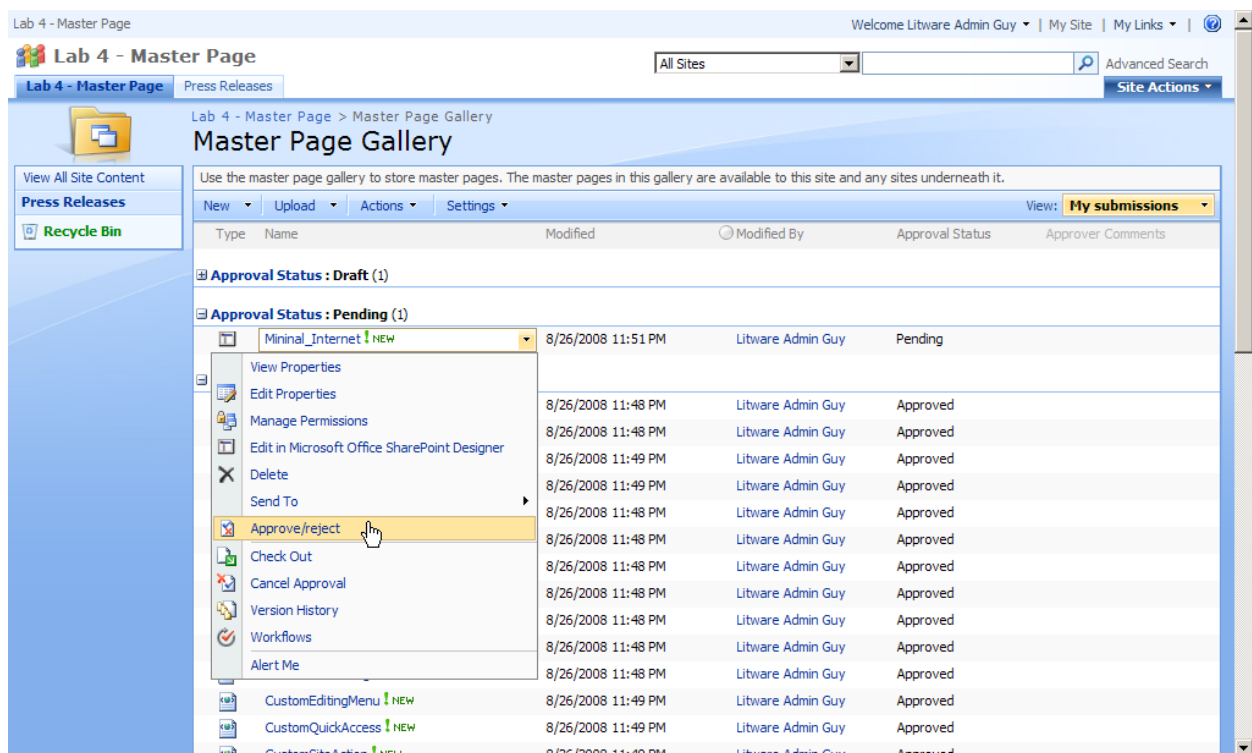 Lab 4 - Master Page
Welcome Litware Admin Guy | My Site | My Links |
Lab 4 - Master Page
All Sites
Advanced Search
Lab 4 - Master Page Press Releases
Site Actions
Lab 4 - Master Page > Master Page Gallery
Master Page Gallery
View All Site Content
Press Releases
Recycle Bin
Use the master page gallery to store master pages. The master pages in this gallery are available to this site and any sites underneath it.
New Upload Actions Settings View: My submissions
Type Name Modified Modified By Approval Status Approver Comments
Approval Status : Draft (1)
Approval Status : Pending (1)
Mininal_Internet ! NEW 8/26/2008 11:51 PM Litware Admin Guy Pending
View Properties
Edit Properties
8/26/2008 11:48 PM Litware Admin Guy Approved
Manage Permissions
8/26/2008 11:48 PM Litware Admin Guy Approved
Edit in Microsoft Office SharePoint Designer
8/26/2008 11:49 PM Litware Admin Guy Approved
Delete
8/26/2008 11:49 PM Litware Admin Guy Approved
Send To
8/26/2008 11:48 PM Litware Admin Guy Approved
Approve/reject
8/26/2008 11:48 PM Litware Admin Guy Approved
Check Out
8/26/2008 11:48 PM Litware Admin Guy Approved
Cancel Approval
8/26/2008 11:48 PM Litware Admin Guy Approved
Version History
8/26/2008 11:48 PM Litware Admin Guy Approved
Workflows
8/26/2008 11:48 PM Litware Admin Guy Approved
Alert Me
8/26/2008 11:48 PM Litware Admin Guy Approved
CustomEditingMenu ! NEW 8/26/2008 11:49 PM Litware Admin Guy Approved
CustomQuickAccess ! NEW 8/26/2008 11:49 PM Litware Admin Guy Approved
CustomSiteAction ! NEW 8/26/2008 11:49 PM Litware Admin Guy Approved